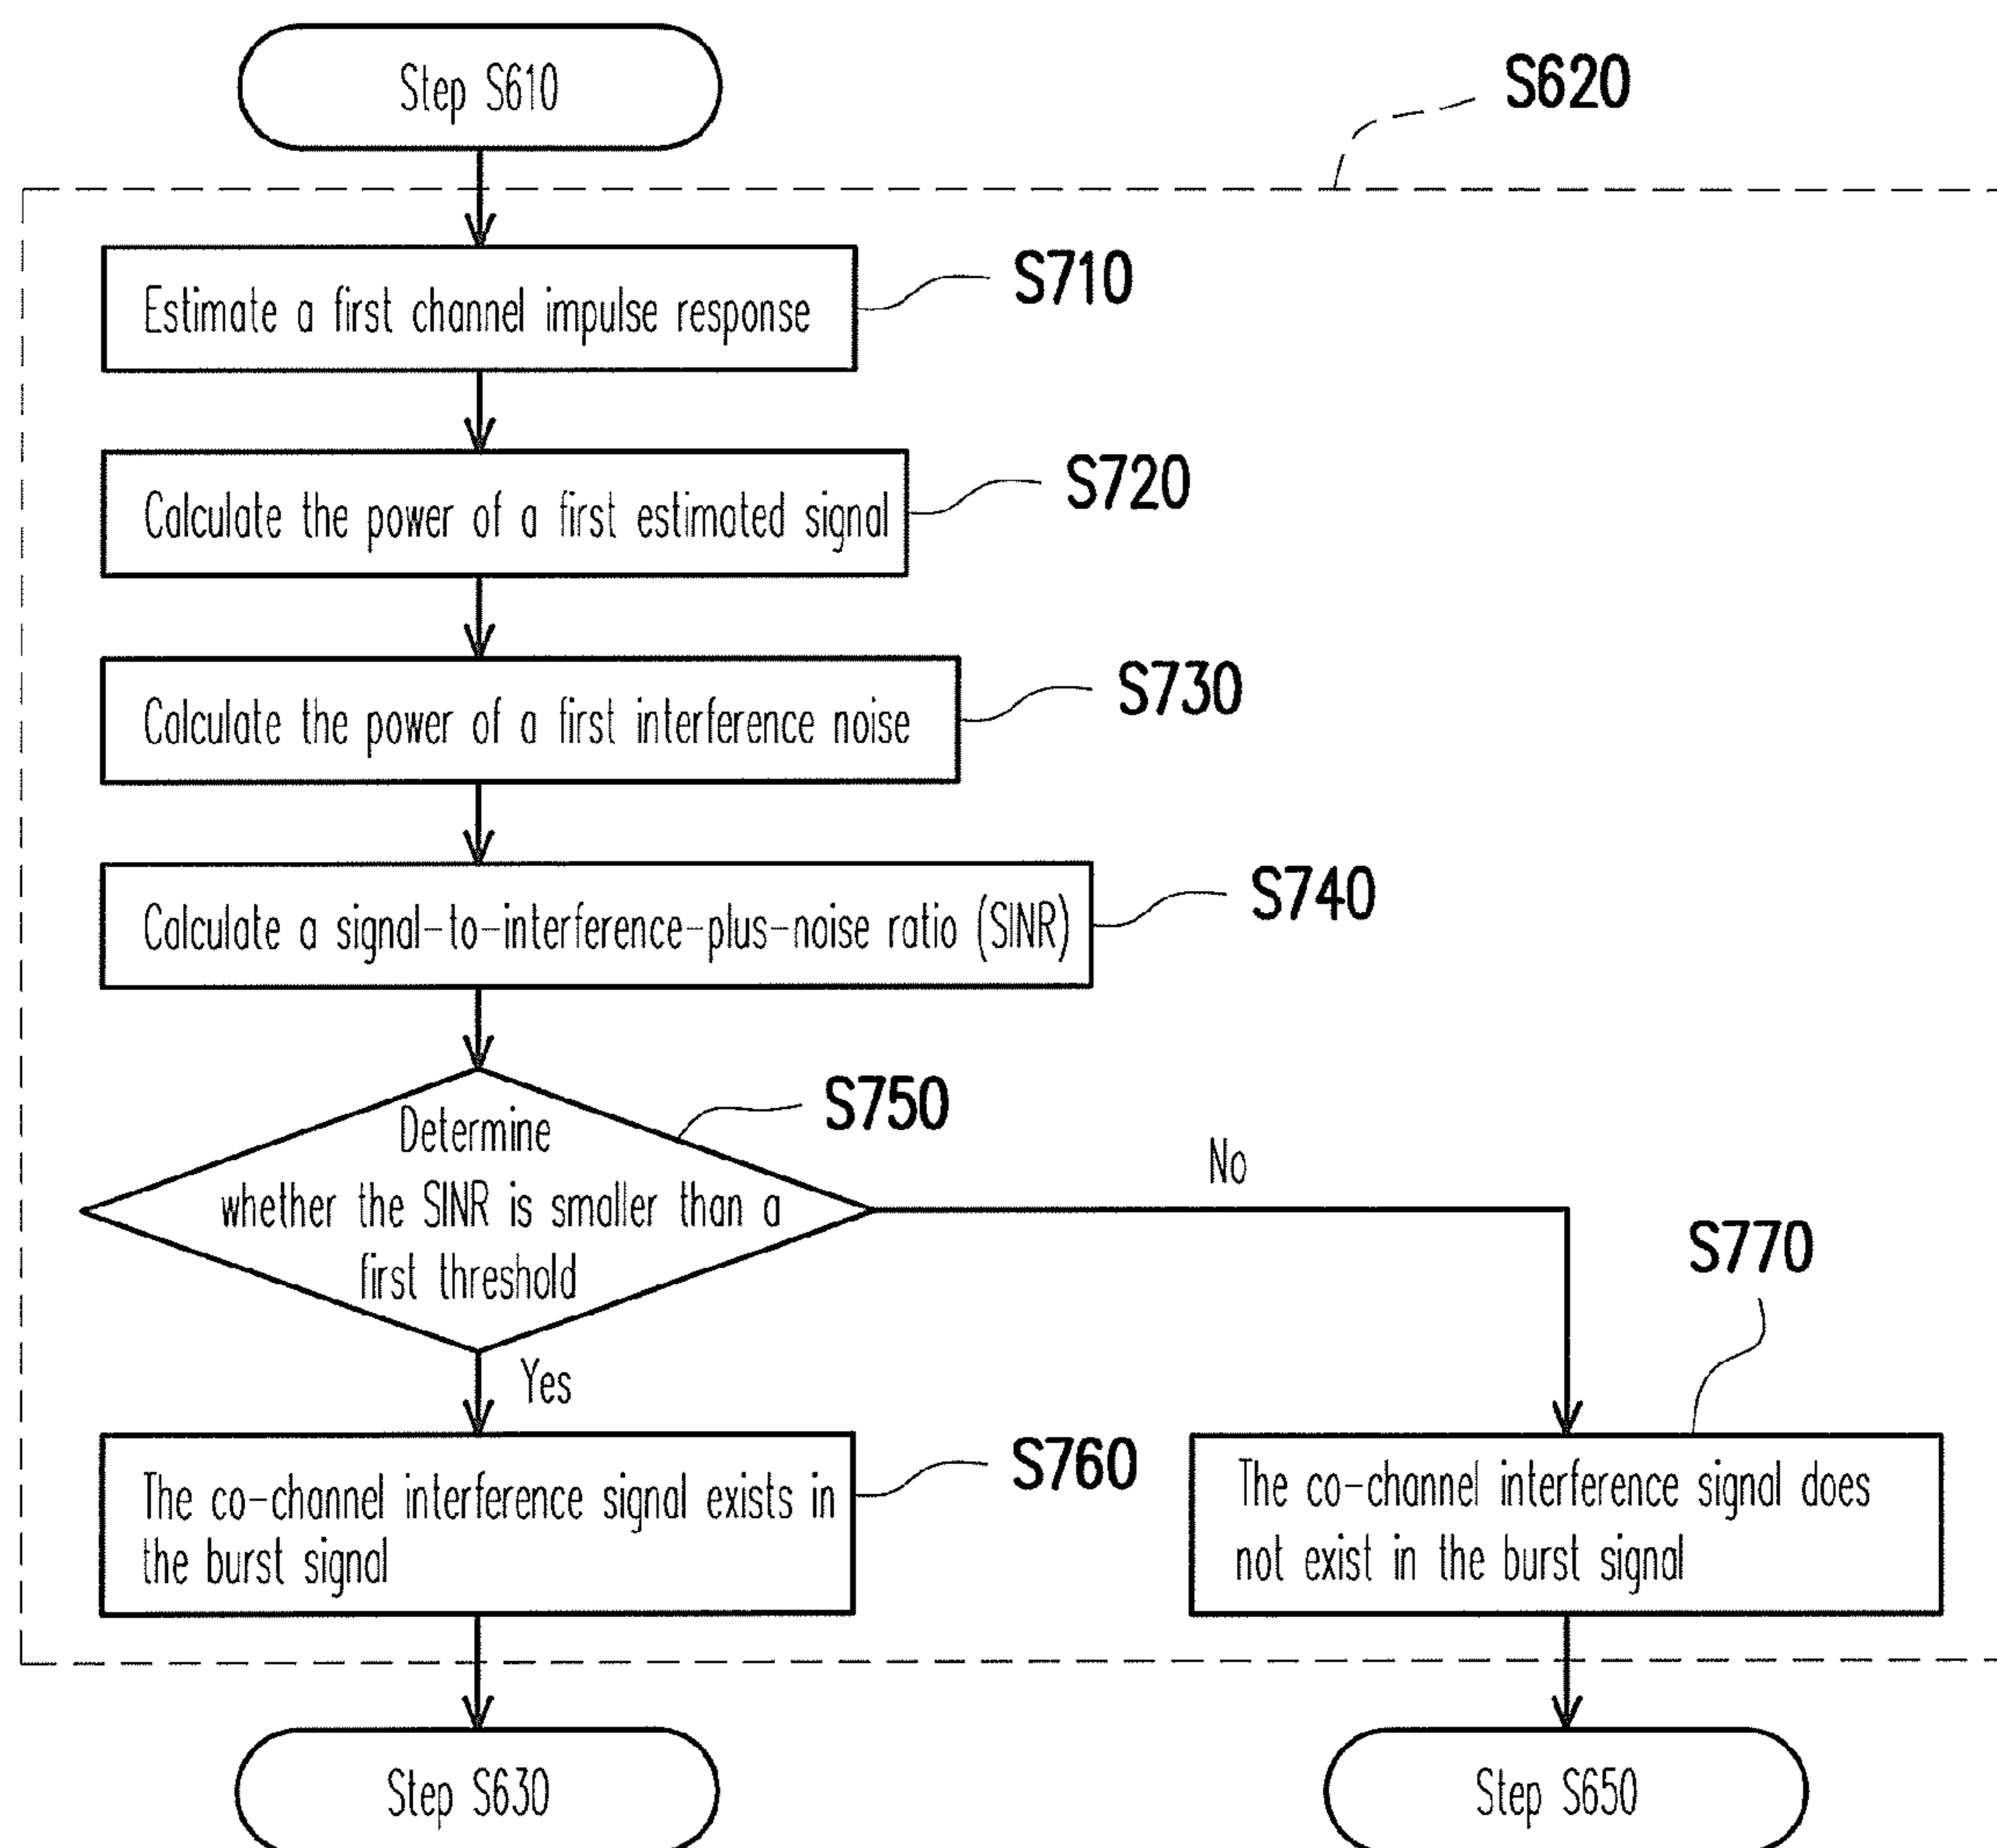 Step S610
S620
Estimate a first channel impulse response
S710
Calculate the power of a first estimated signal
S720
Calculate the power of a first interference noise
S730
Calculate a signal-to-interference-plus-noise ratio (SINR)
S740
Determine
whether the SINR is smaller than a
first threshold
S750
No
Yes
S770
The co-channel interference signal exists in
the burst signal
S760
The co-channel interference signal does
not exist in the burst signal
Step S630
Step S650